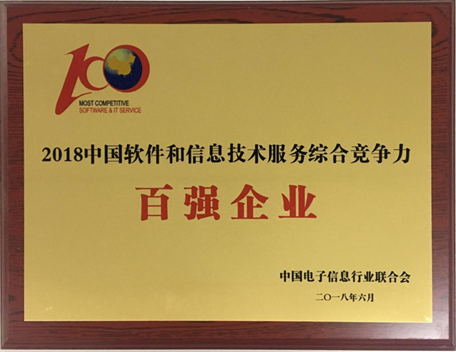 100
MOST COMPETITIVE
SOFTWARE & IT SERVICE
2018中国软件和信息技术服务综合竞争力
百强企业
中国电子信息行业联合会
二〇一八年六月